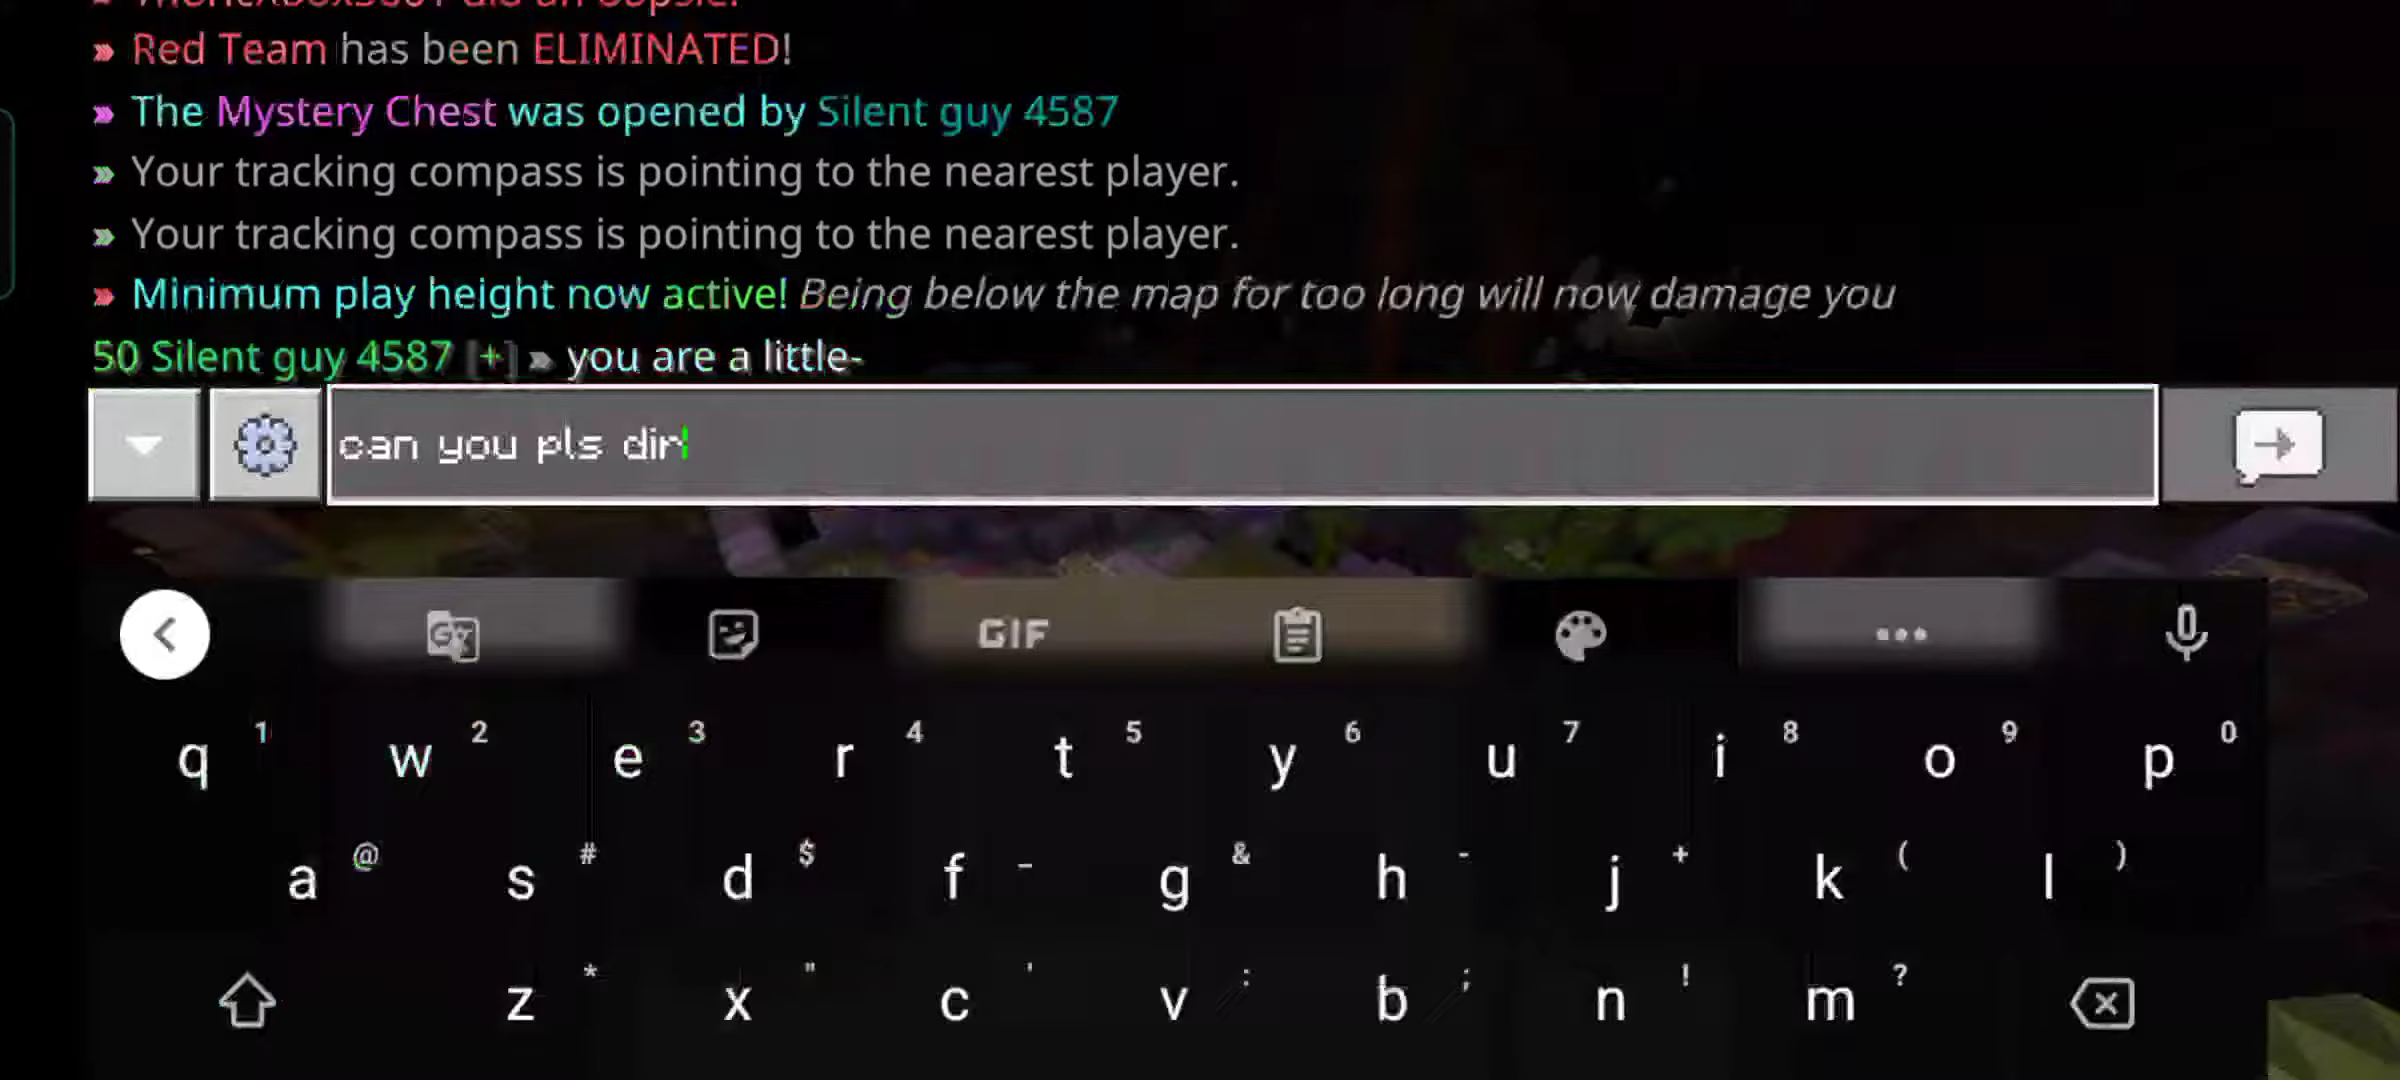 » Red Team has been ELIMINATED!
» The Mystery Chest was opened by Silent guy 4587
» Your tracking compass is pointing to the nearest player.
» Your tracking compass is pointing to the nearest player.
» Minimum play height now active! Being below the map for too long will now damage you
50 Silent guy 4587 [+] » you are a little-
can you pls dir
GIF
q 1 w 2 e 3 r 4 t 5 y 6 u 7 i 8 o 9 p 0
a @ s # d $ f _ g & h - j + k ( l )
z * x " c ' v : b ; n ! m ?